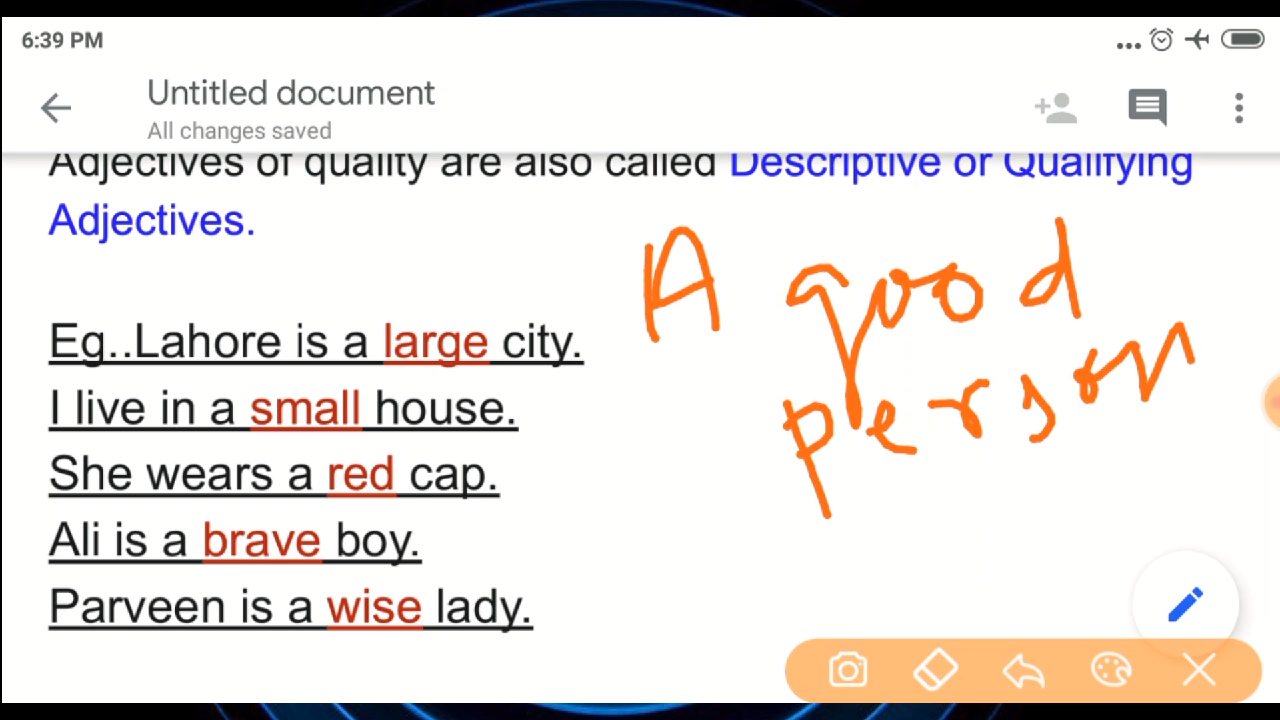 6:39 PM
Untitled document
All changes saved
Adjectives of quality are also called Descriptive or Qualifying
Adjectives.
A good
person
Eg..Lahore is a large city.
I live in a small house.
She wears a red cap.
Ali is a brave boy.
Parveen is a wise lady.